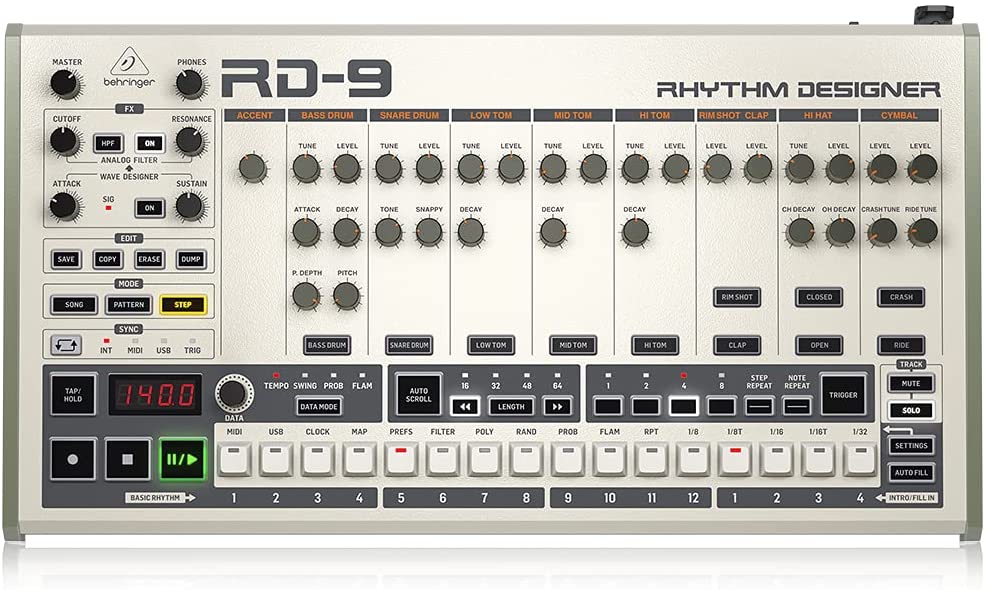 MASTER
behringer
PHONES
RD-9
RHYTHM DESIGNER
FX
CUTOFF
RESONANCE
HPF
ON
ANALOG FILTER
WAVE DESIGNER
ATTACK
SUSTAIN
SIG
ON
EDIT
SAVE COPY ERASE DUMP
MODE
SONG PATTERN STEP
SYNC
INT MIDI USB TRIG
ACCENT BASS DRUM SNARE DRUM LOW TOM MID TOM HI TOM RIMSHOT CLAP HI HAT CYMBAL
TUNE LEVEL TUNE LEVEL TUNE LEVEL TUNE LEVEL TUNE LEVEL LEVEL LEVEL TUNE LEVEL LEVEL LEVEL
ATTACK DECAY TONE SNAPPY DECAY DECAY DECAY CH DECAY OH DECAY CRASH TUNE RIDE TUNE
P. DEPTH PITCH
RIM SHOT CLOSED CRASH
BASS DRUM SNARE DRUM LOW TOM MID TOM HI TOM CLAP OPEN RIDE
TAP/
HOLD
140.0
DATA
TEMPO SWING PROB FLAM
DATA MODE
AUTO
SCROLL
16 32 48 64
LENGTH
1 2 4 8
STEP
REPEAT
NOTE
REPEAT
TRIGGER
TRACK
MUTE
SOLO
SETTINGS
AUTO FILL
MIDI USB CLOCK MAP PREFS FILTER POLY RAND PROB FLAM RPT 1/8 1/8T 1/16 1/16T 1/32
BASIC RHYTHM
1 2 3 4 5 6 7 8 9 10 11 12 1 2 3 4
INTRO/FILL IN